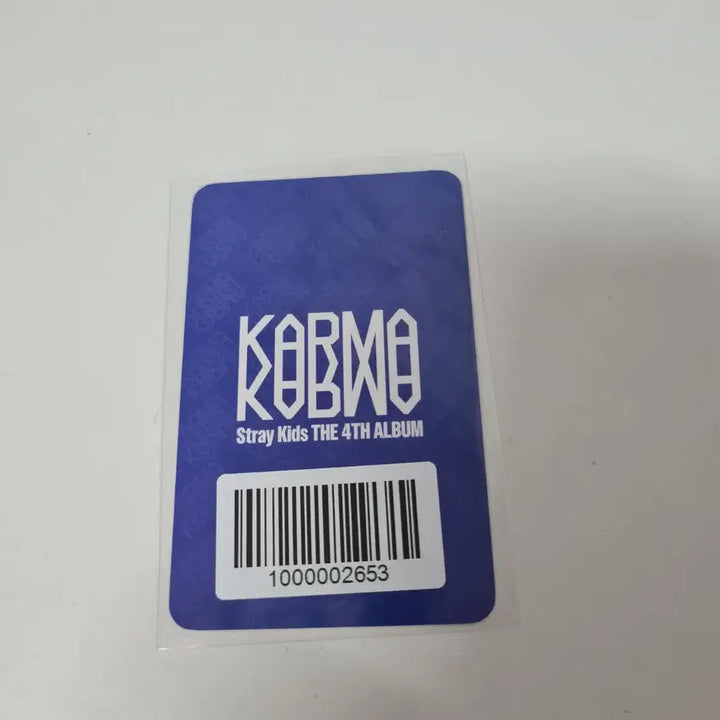 KARMA
Stray Kids THE 4TH ALBUM
1000002653